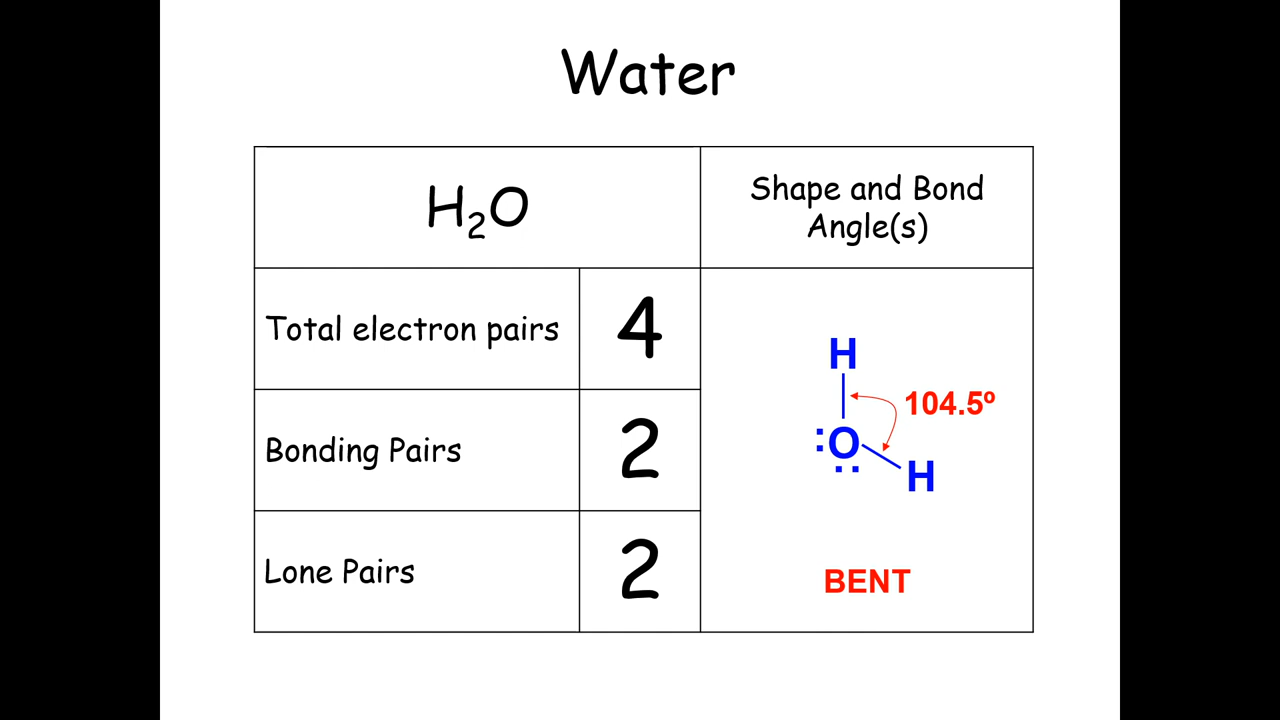 Water
H₂O
Shape and Bond
Angle(s)
Total electron pairs
4
Bonding Pairs
2
Lone Pairs
2
H
104.5º
:O
..
H
BENT